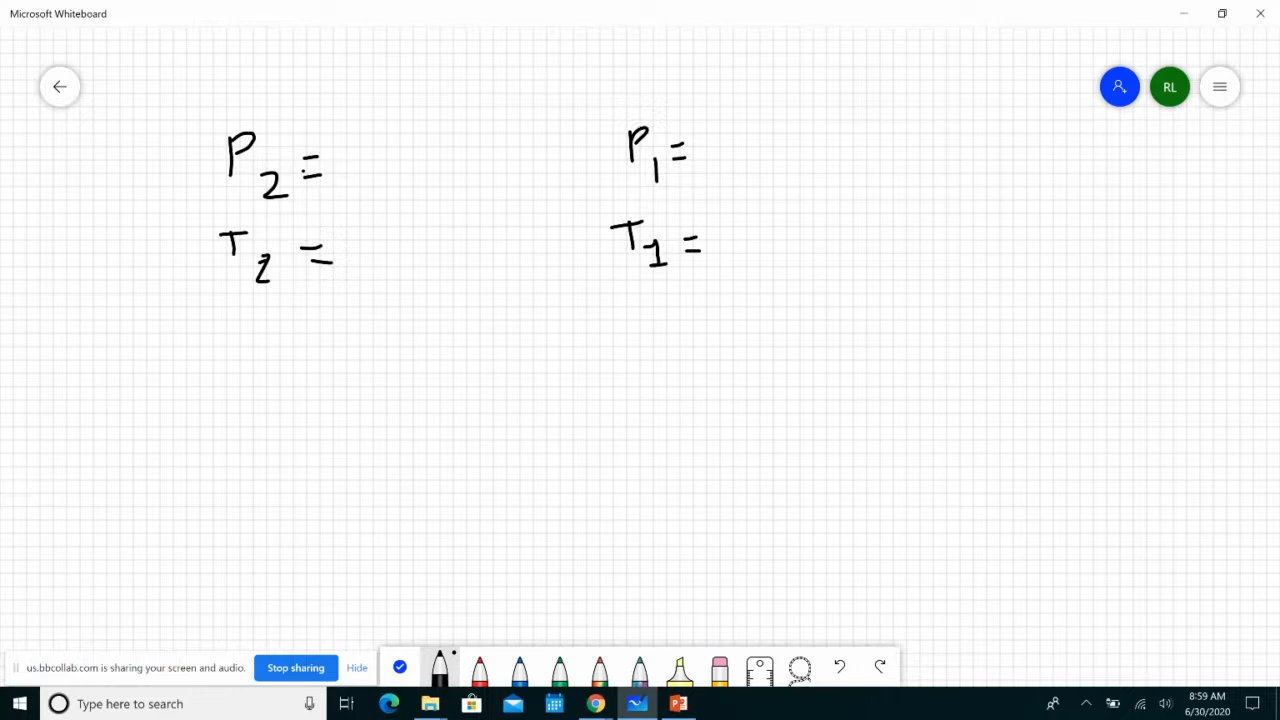 Microsoft Whiteboard
RL
P2 = P1 =
T2 = T1 =
us.bbcollab.com is sharing your screen and audio. Stop sharing Hide
Type here to search
8:59 AM
6/30/2020